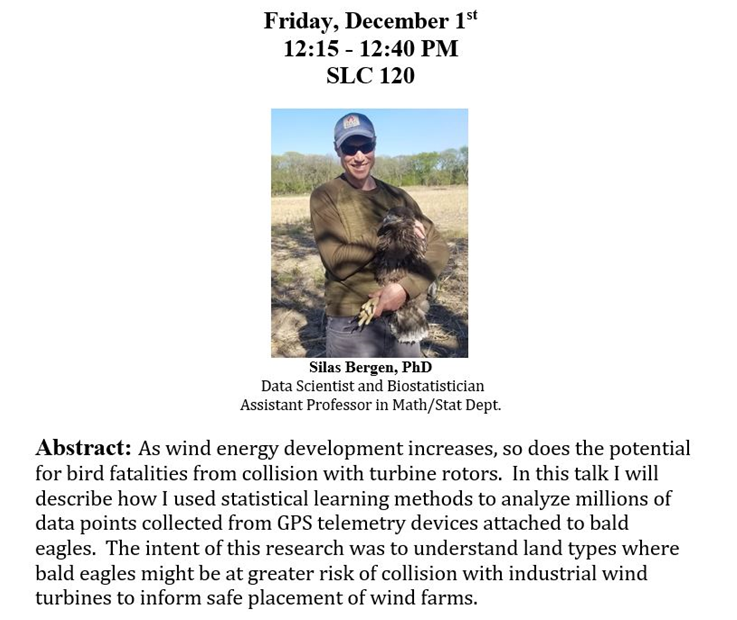 Friday, December 1st
12:15 - 12:40 PM
SLC 120
Silas Bergen, PhD
Data Scientist and Biostatistician
Assistant Professor in Math/Stat Dept.
Abstract: As wind energy development increases, so does the potential
for bird fatalities from collision with turbine rotors. In this talk I will
describe how I used statistical learning methods to analyze millions of
data points collected from GPS telemetry devices attached to bald
eagles. The intent of this research was to understand land types where
bald eagles might be at greater risk of collision with industrial wind
turbines to inform safe placement of wind farms.